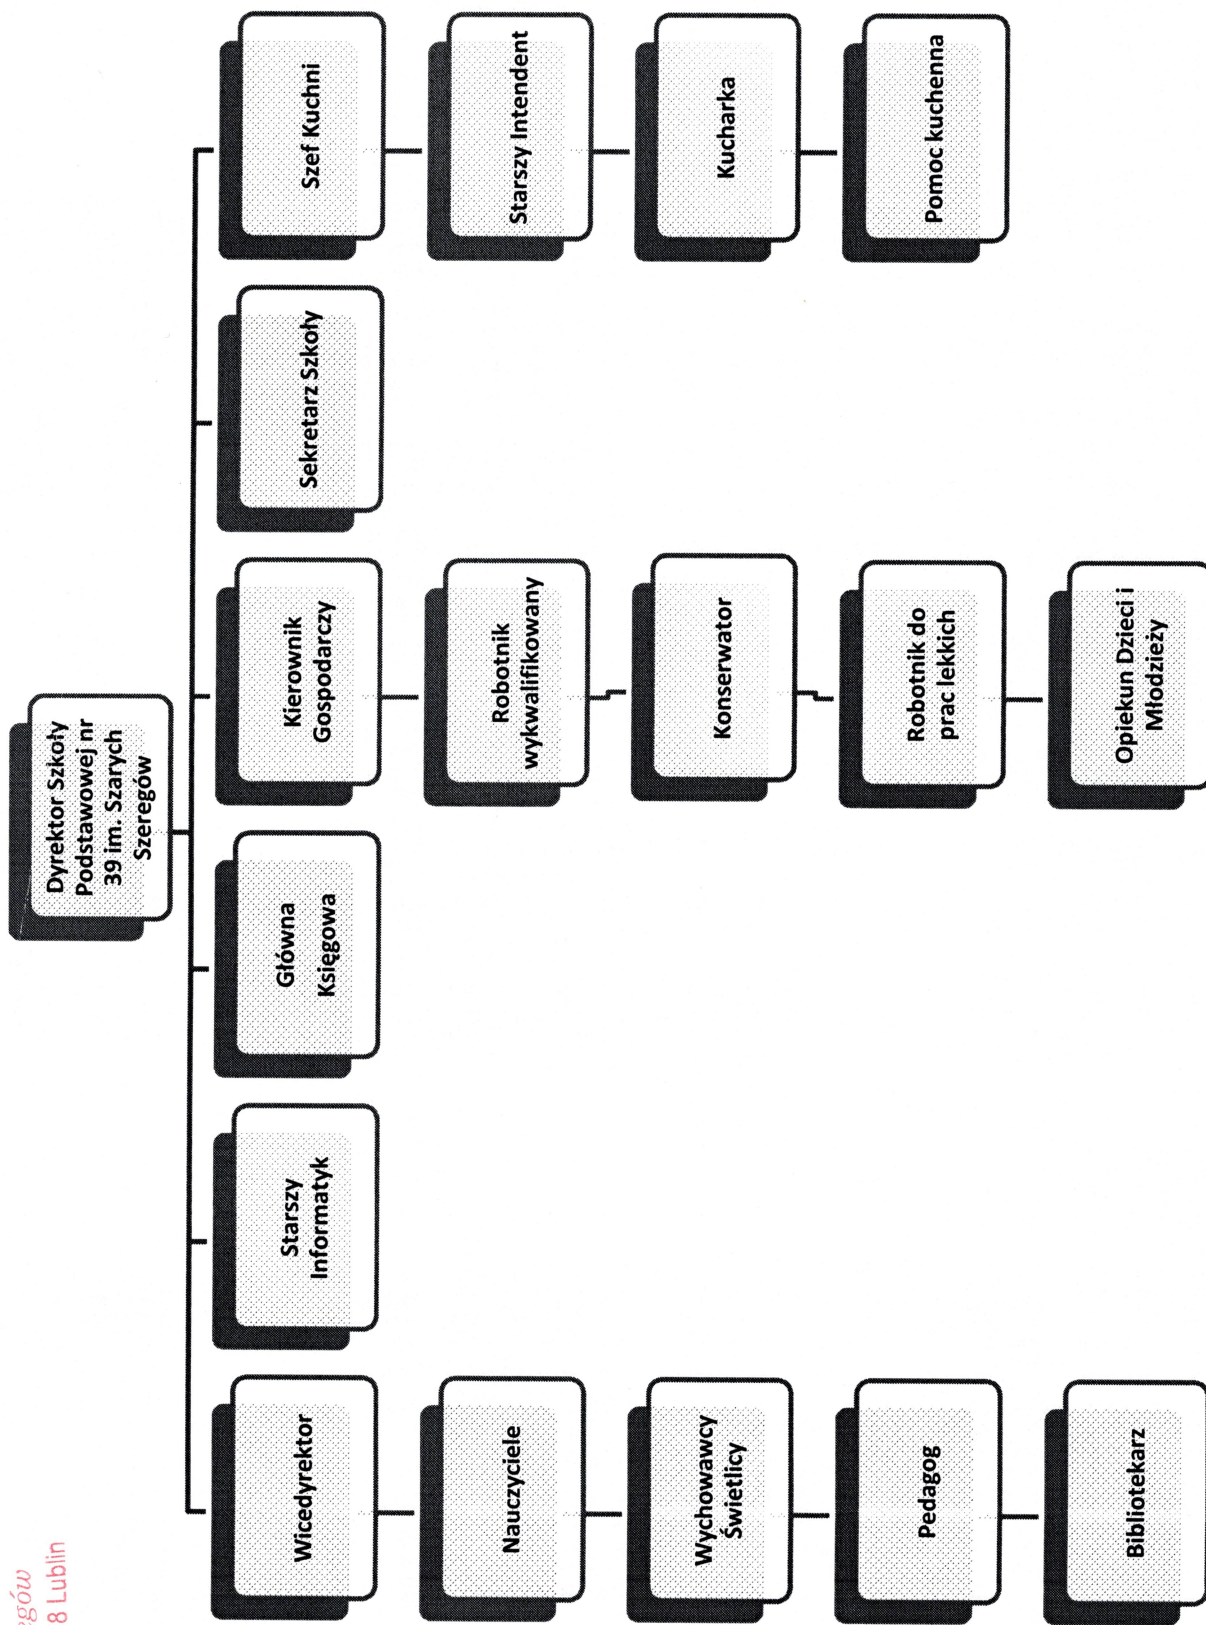 egów
8 Lublin
Dyrektor Szkoły
Podstawowej nr
39 im. Szarych
Szeregów
Wicedyrektor
Starszy
Informatyk
Główna
Księgowa
Kierownik
Gospodarczy
Sekretarz Szkoły
Szef Kuchni
Nauczyciele
Robotnik
wykwalifikowany
Starszy Intendent
Wychowawcy
Świetlicy
Konserwator
Kucharka
Pedagog
Robotnik do
prac lekkich
Pomoc kuchenna
Bibliotekarz
Opiekun Dzieci i
Młodzieży